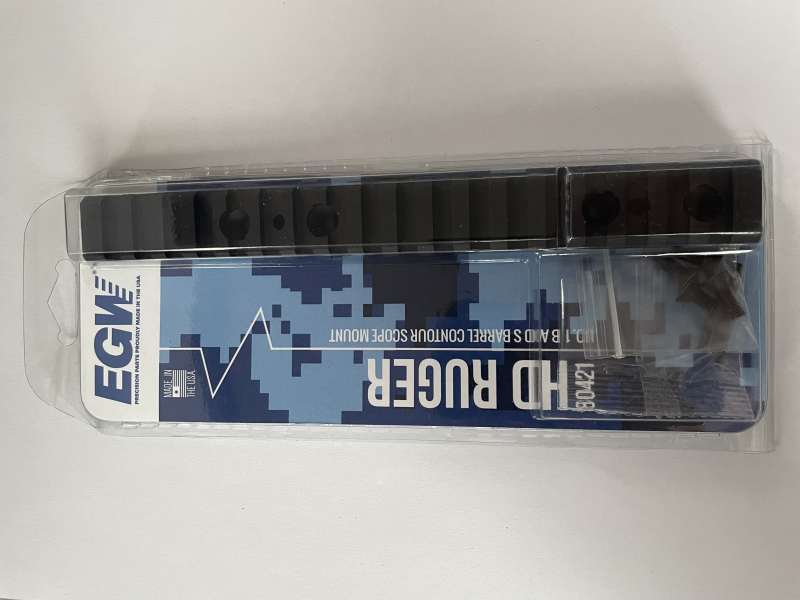 EGW
PRECISION PARTS PROUDLY MADE IN THE USA
MADE IN
THE USA
HD RUGER
NO. 1 B AND S BARREL CONTOUR SCOPE MOUNT
80421